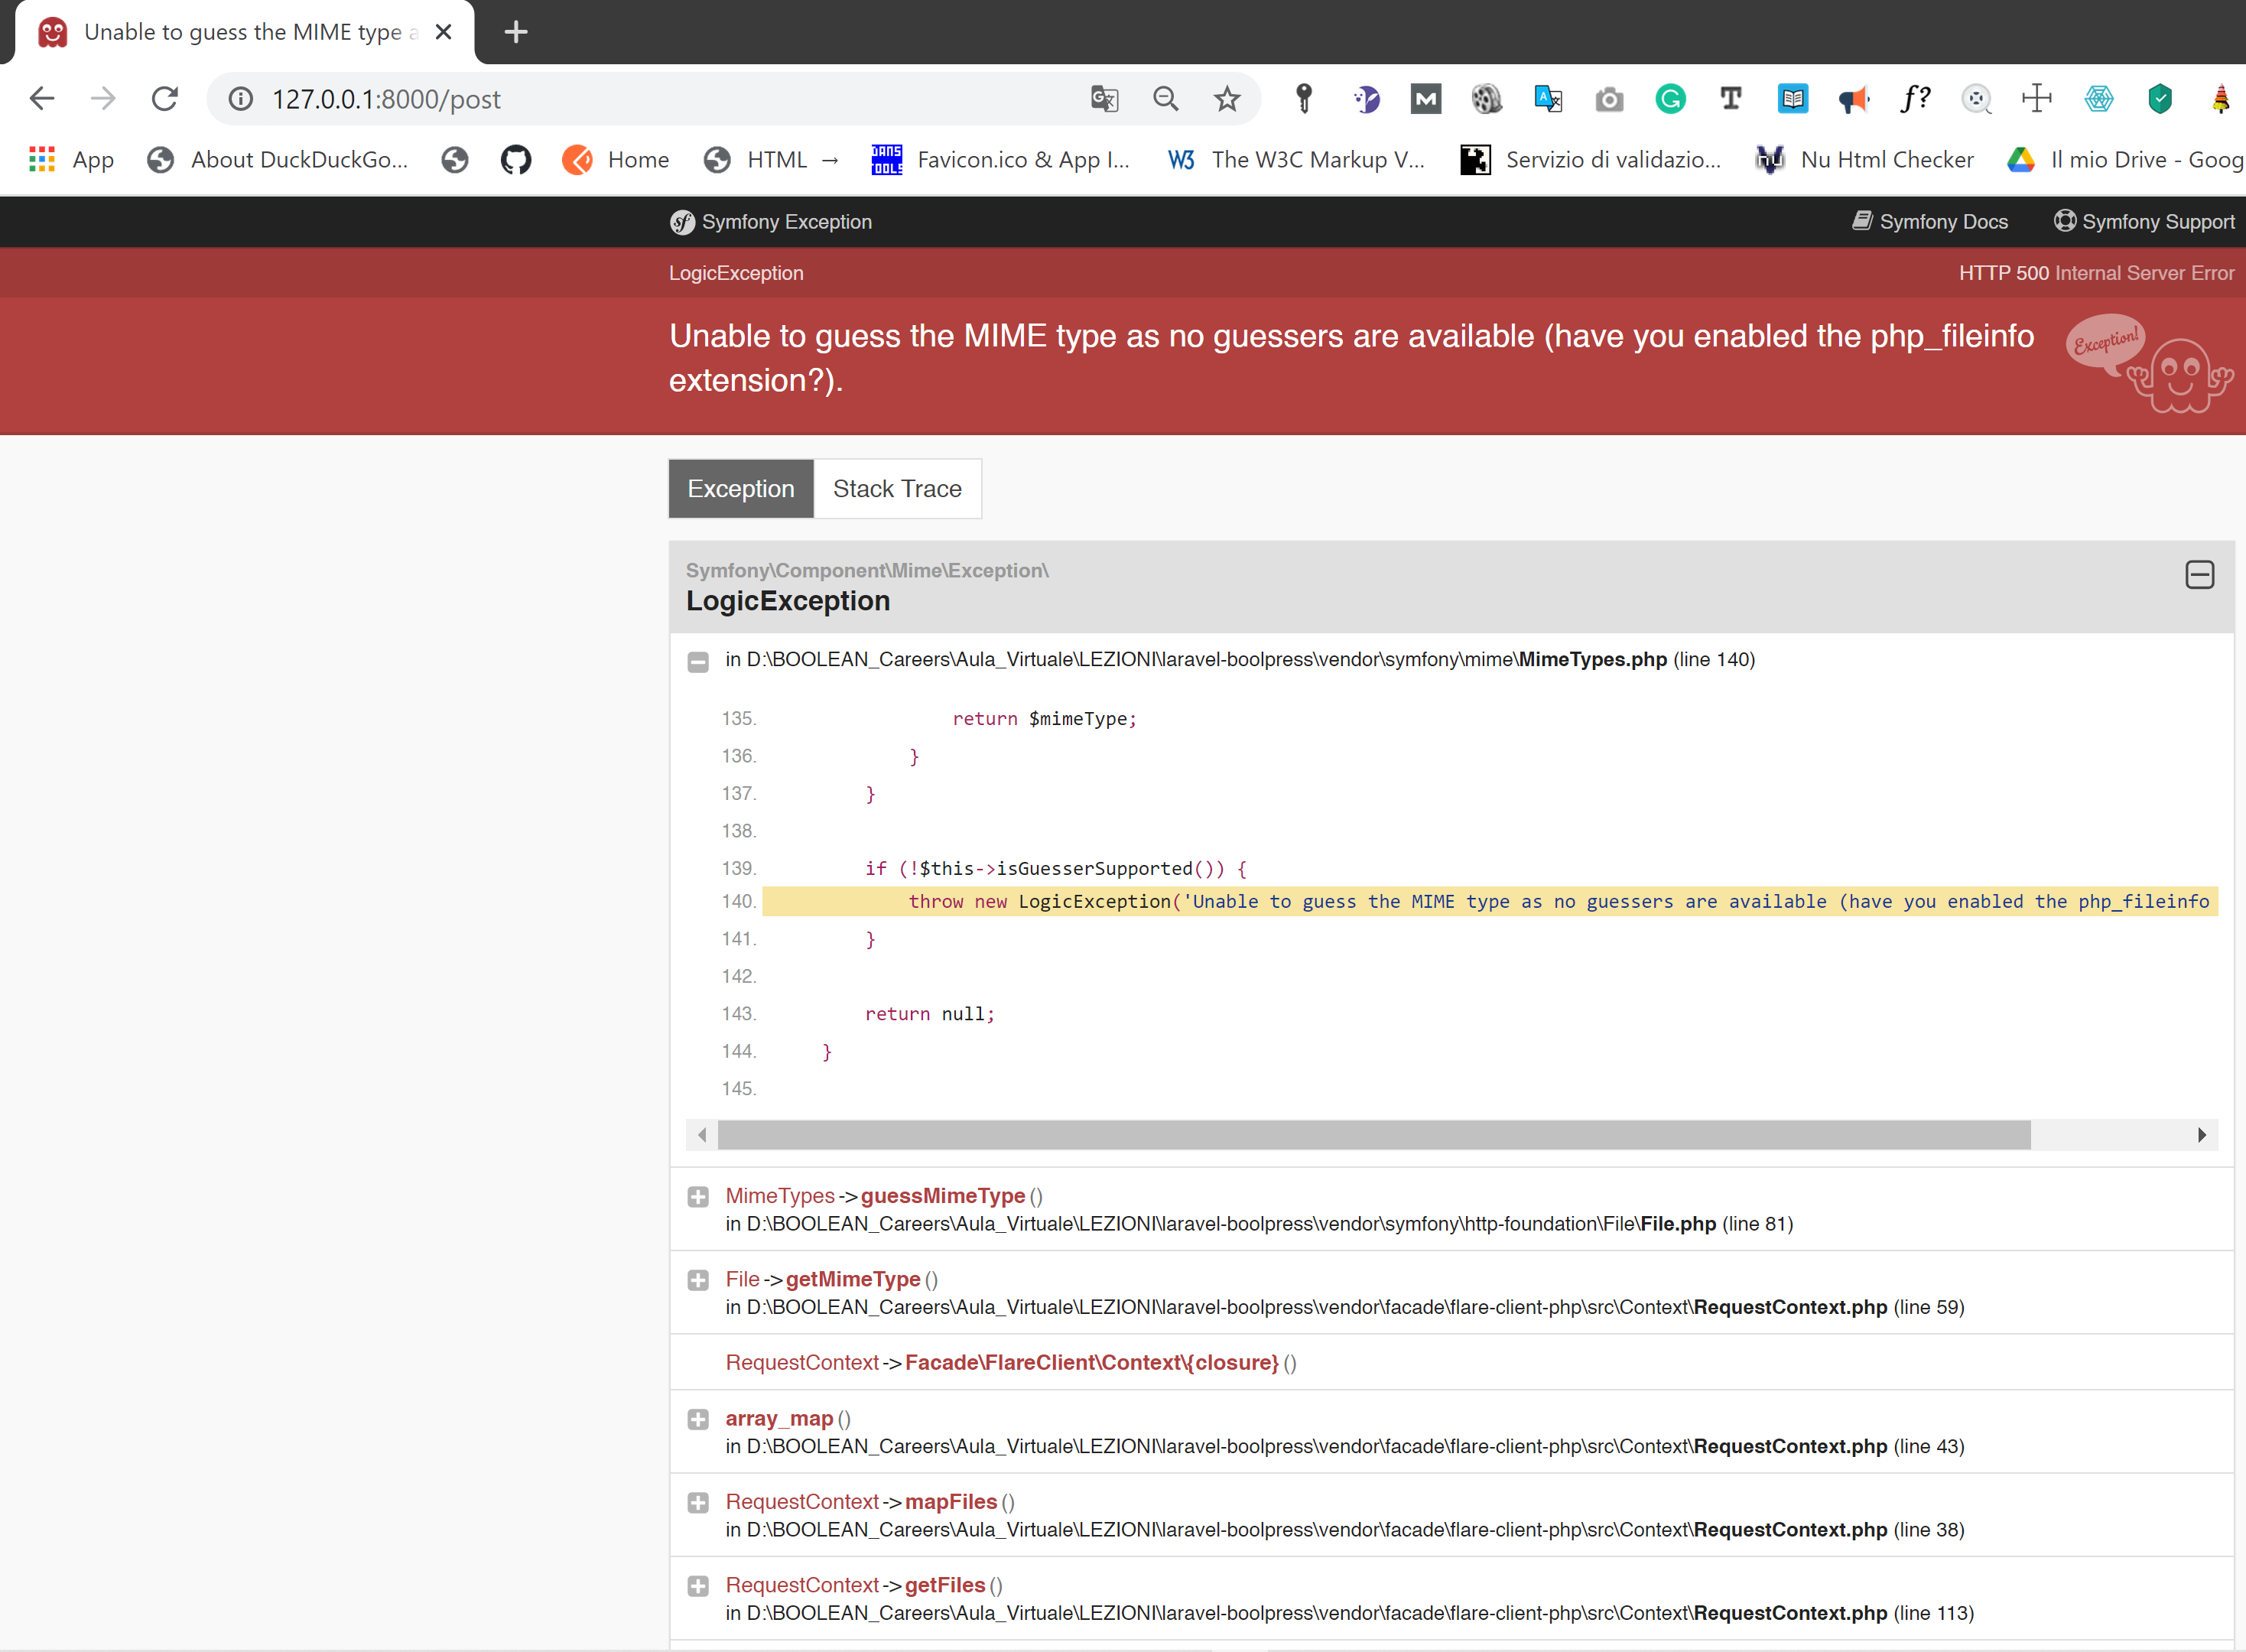 Unable to guess the MIME type a
127.0.0.1:8000/post
App
About DuckDuckGo...
Home
HTML →
Favicon.ico & App I...
The W3C Markup V...
Servizio di validazio...
Nu Html Checker
Il mio Drive - Goog
Symfony Exception
Symfony Docs
Symfony Support
LogicException
HTTP 500 Internal Server Error
Unable to guess the MIME type as no guessers are available (have you enabled the php_fileinfo
extension?).
Exception!
Exception
Stack Trace
Symfony\Component\Mime\Exception\
LogicException
in D:\BOOLEAN_Careers\Aula_Virtuale\LEZIONI\laravel-boolpress\vendor\symfony\mime\MimeTypes.php (line 140)
135. return $mimeType;
136. }
137. }
138.
139. if (!$this->isGuesserSupported()) {
140. throw new LogicException('Unable to guess the MIME type as no guessers are available (have you enabled the php_fileinfo
141. }
142.
143. return null;
144. }
145.
MimeTypes->guessMimeType()
in D:\BOOLEAN_Careers\Aula_Virtuale\LEZIONI\laravel-boolpress\vendor\symfony\http-foundation\File\File.php (line 81)
File->getMimeType()
in D:\BOOLEAN_Careers\Aula_Virtuale\LEZIONI\laravel-boolpress\vendor\facade\flare-client-php\src\Context\RequestContext.php (line 59)
RequestContext->Facade\FlareClient\Context\{closure}()
array_map()
in D:\BOOLEAN_Careers\Aula_Virtuale\LEZIONI\laravel-boolpress\vendor\facade\flare-client-php\src\Context\RequestContext.php (line 43)
RequestContext->mapFiles()
in D:\BOOLEAN_Careers\Aula_Virtuale\LEZIONI\laravel-boolpress\vendor\facade\flare-client-php\src\Context\RequestContext.php (line 38)
RequestContext->getFiles()
in D:\BOOLEAN_Careers\Aula_Virtuale\LEZIONI\laravel-boolpress\vendor\facade\flare-client-php\src\Context\RequestContext.php (line 113)